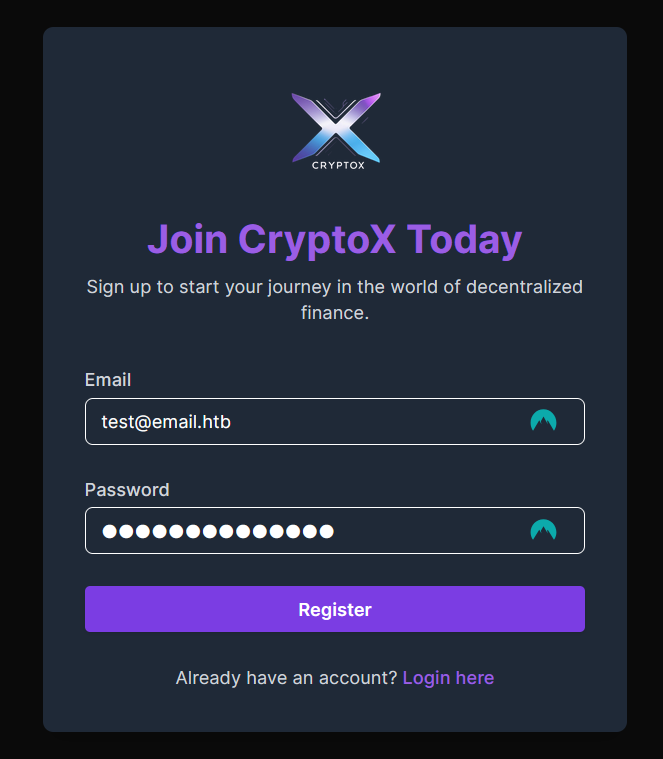 CRYPTOX
Join CryptoX Today
Sign up to start your journey in the world of decentralized
finance.
Email
test@email.htb
Password
●●●●●●●●●●●●●●
Register
Already have an account? Login here